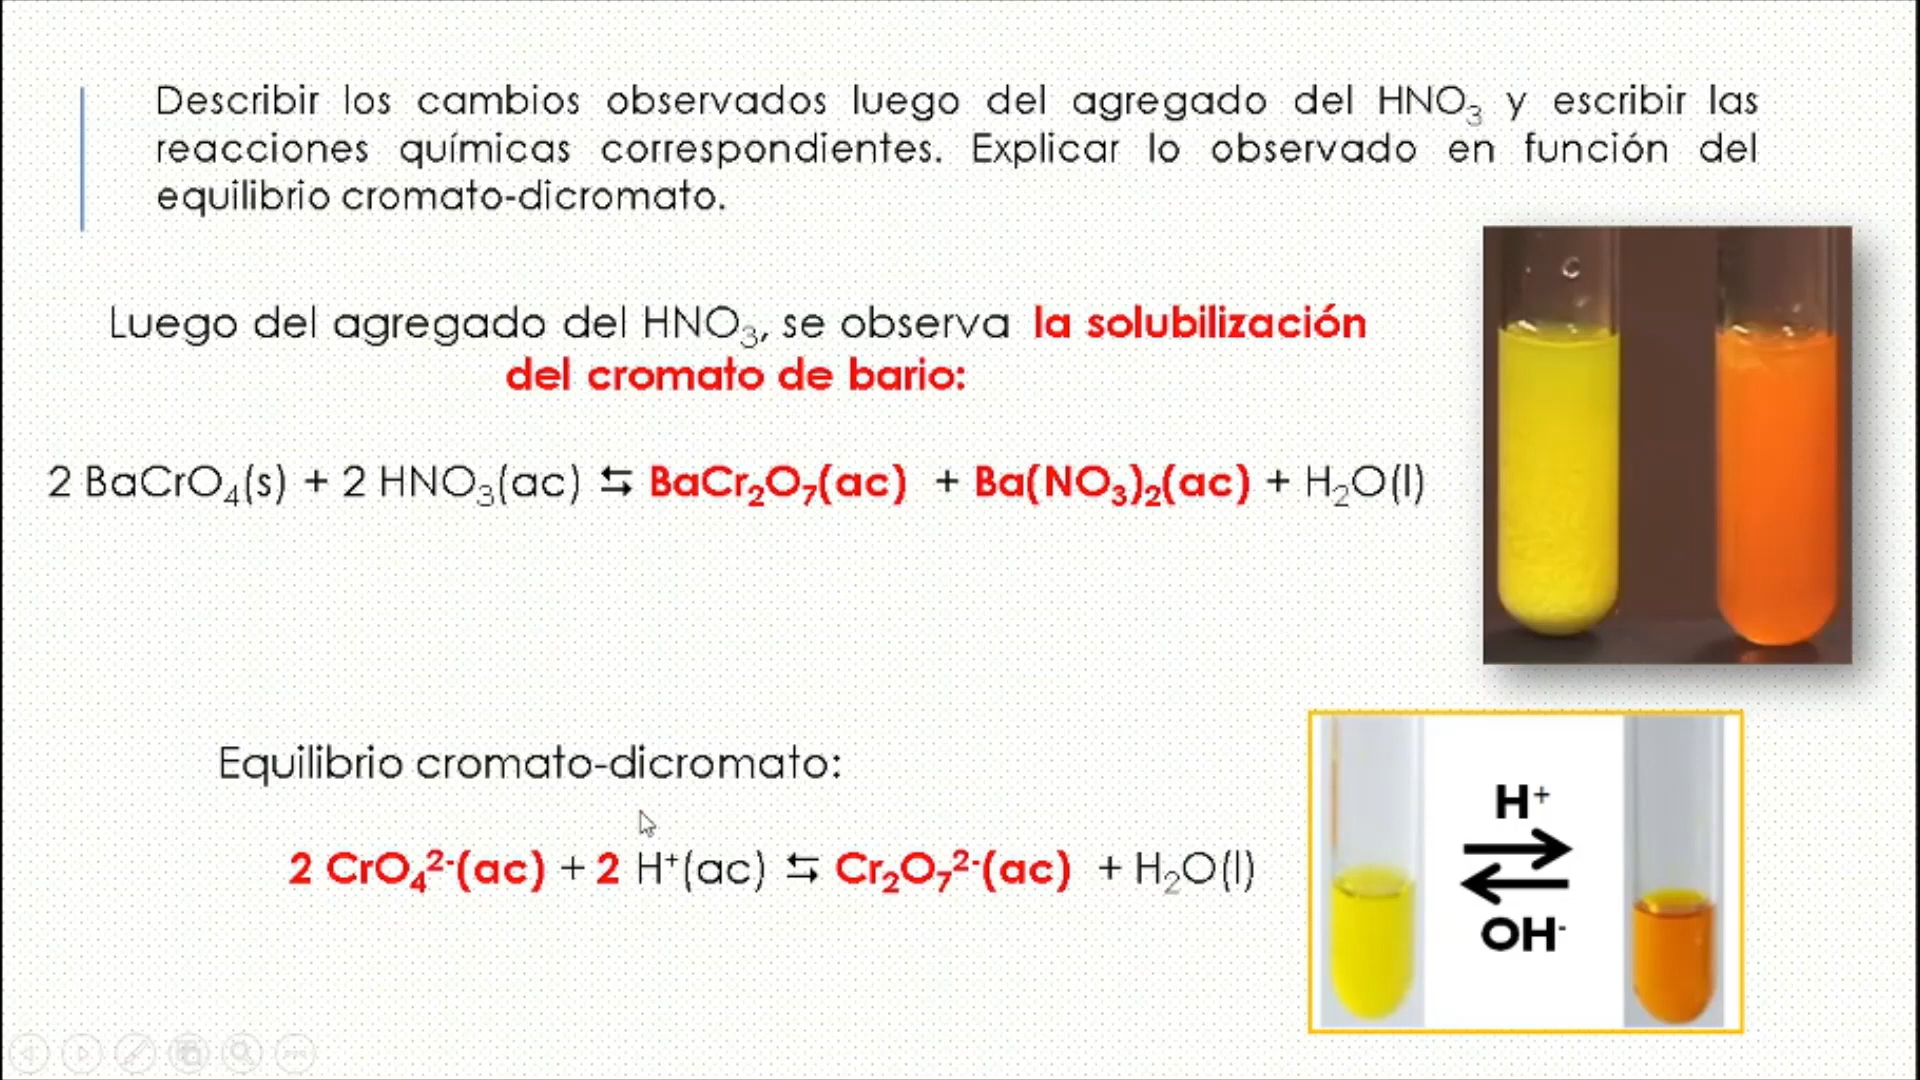 Describir los cambios observados luego del agregado del HNO₃ y escribir las
reacciones químicas correspondientes. Explicar lo observado en función del
equilibrio cromato-dicromato.
Luego del agregado del HNO₃, se observa la solubilización
del cromato de bario:
2 BaCrO₄(s) + 2 HNO₃(ac) ⇆ BaCr₂O₇(ac) + Ba(NO₃)₂(ac) + H₂O(l)
Equilibrio cromato-dicromato:
2 CrO₄²⁻(ac) + 2 H⁺(ac) ⇆ Cr₂O₇²⁻(ac) + H₂O(l)
H⁺
OH⁻